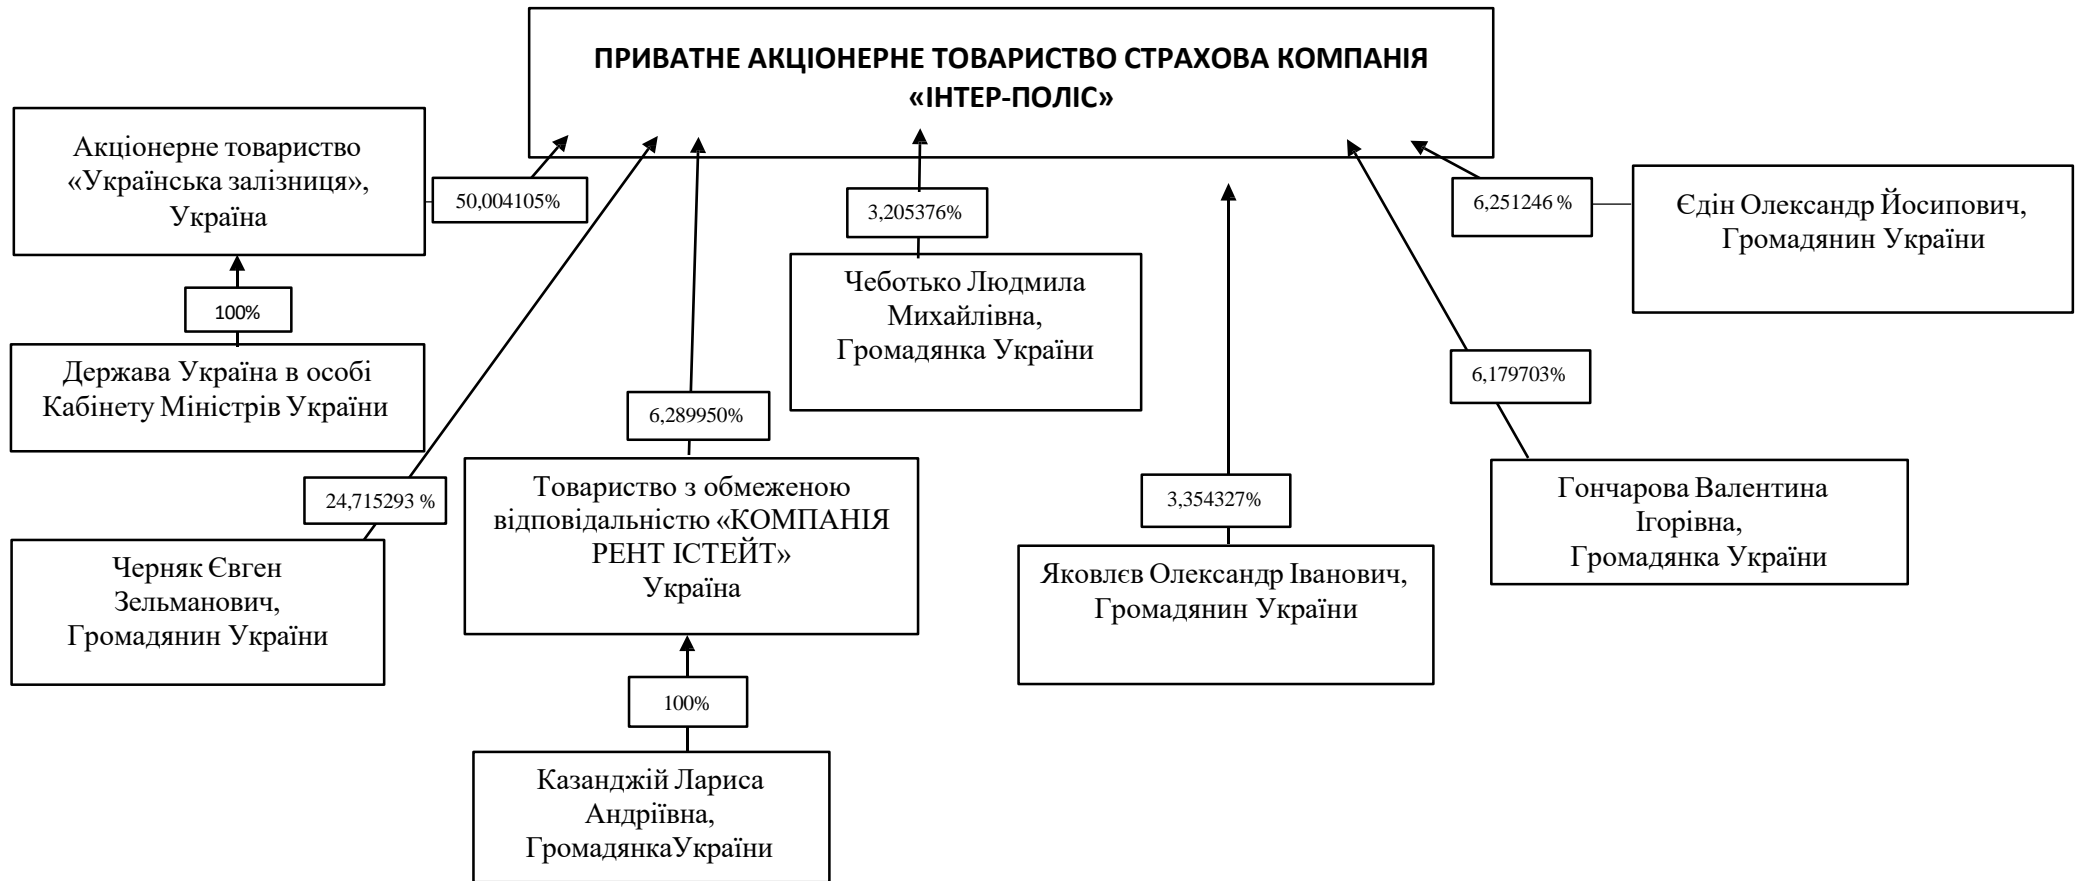 ПРИВАТНЕ АКЦІОНЕРНЕ ТОВАРИСТВО СТРАХОВА КОМПАНІЯ
«ІНТЕР-ПОЛІС»
Акціонерне товариство
«Українська залізниця»,
Україна
50,004105%
3,205376%
6,251246 %
Єдін Олександр Йосипович,
Громадянин України
100%
Чеботько Людмила
Михайлівна,
Громадянка України
Держава Україна в особі
Кабінету Міністрів України
6,289950%
6,179703%
24,715293 %
Товариство з обмеженою
відповідальністю «КОМПАНІЯ
РЕНТ ІСТЕЙТ»
Україна
3,354327%
Гончарова Валентина
Ігорівна,
Громадянка України
Черняк Євген
Зельманович,
Громадянин України
Яковлєв Олександр Іванович,
Громадянин України
100%
Казанджій Лариса
Андріївна,
ГромадянкаУкраїни